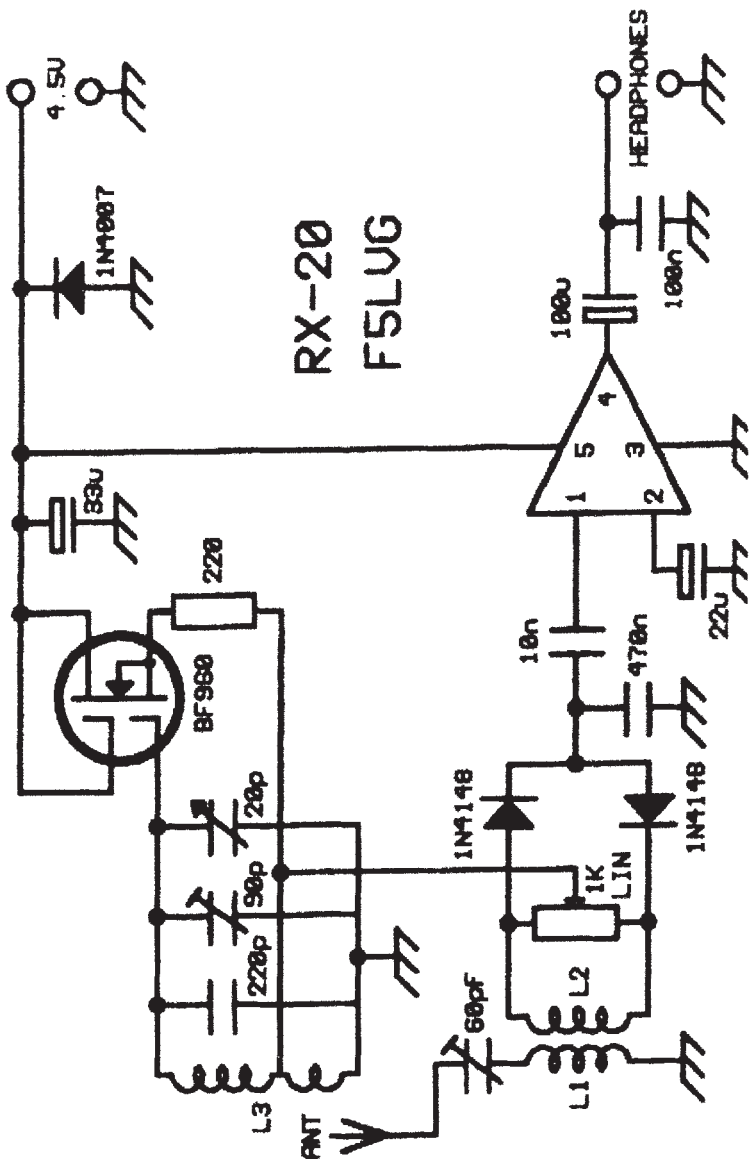 4.5V
33u
1N4007
20p
BF960
220
L3
220p
90p
ANT
RX-20
F5LVG
1N4148
60pF
10n
100u
L1
L2
1K
LIN
1
5
4
HEADPHONES
470n
2
3
100n
1N4148
22u